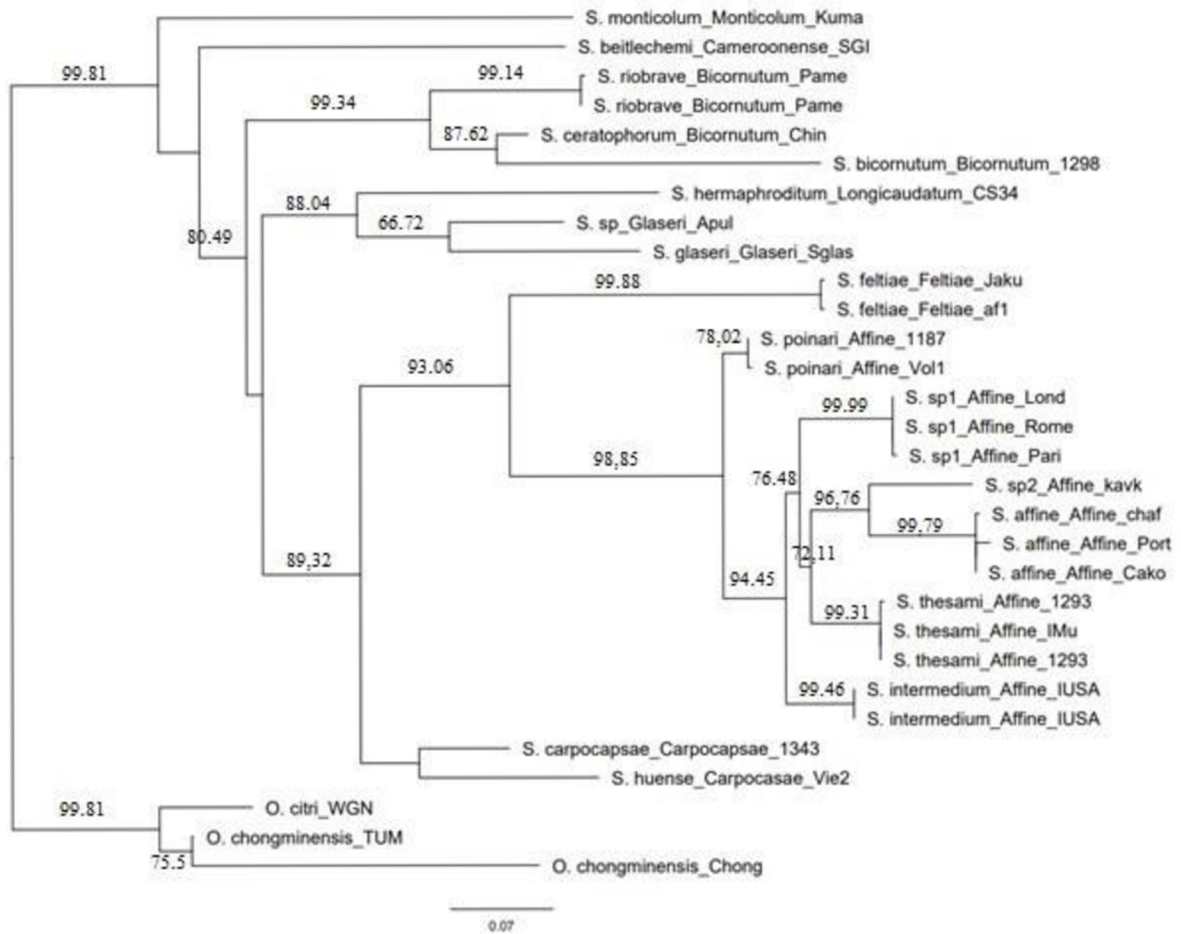 S. monticolum_Monticolum_Kuma
S. beitlechemi_Cameroonense_SGI
99.81
99.14
S. riobrave_Bicornutum_Pame
99.34
S. riobrave_Bicornutum_Pame
87.62
S. ceratophorum_Bicornutum_Chin
S. bicornutum_Bicornutum_1298
88.04
S. hermaphroditum_Longicaudatum_CS34
66.72
S. sp_Glaseri_Apul
80.49
S. glaseri_Glaseri_Sglas
99.88
S. feltiae_Feltiae_Jaku
S. feltiae_Feltiae_af1
78,02
S. poinari_Affine_1187
93.06
S. poinari_Affine_Vol1
99.99
S. sp1_Affine_Lond
S. sp1_Affine_Rome
98,85
S. sp1_Affine_Pari
76.48
96,76
S. sp2_Affine_kavk
99,79
S. affine_Affine_chaf
S. affine_Affine_Port
89,32
72,11
S. affine_Affine_Cako
94.45
99.31
S. thesami_Affine_1293
S. thesami_Affine_IMu
S. thesami_Affine_1293
99.46
S. intermedium_Affine_IUSA
S. intermedium_Affine_IUSA
S. carpocapsae_Carpocapsae_1343
S. huense_Carpocasae_Vie2
99.81
O. citri_WGN
O. chongminensis_TUM
75.5
O. chongminensis_Chong
0.07